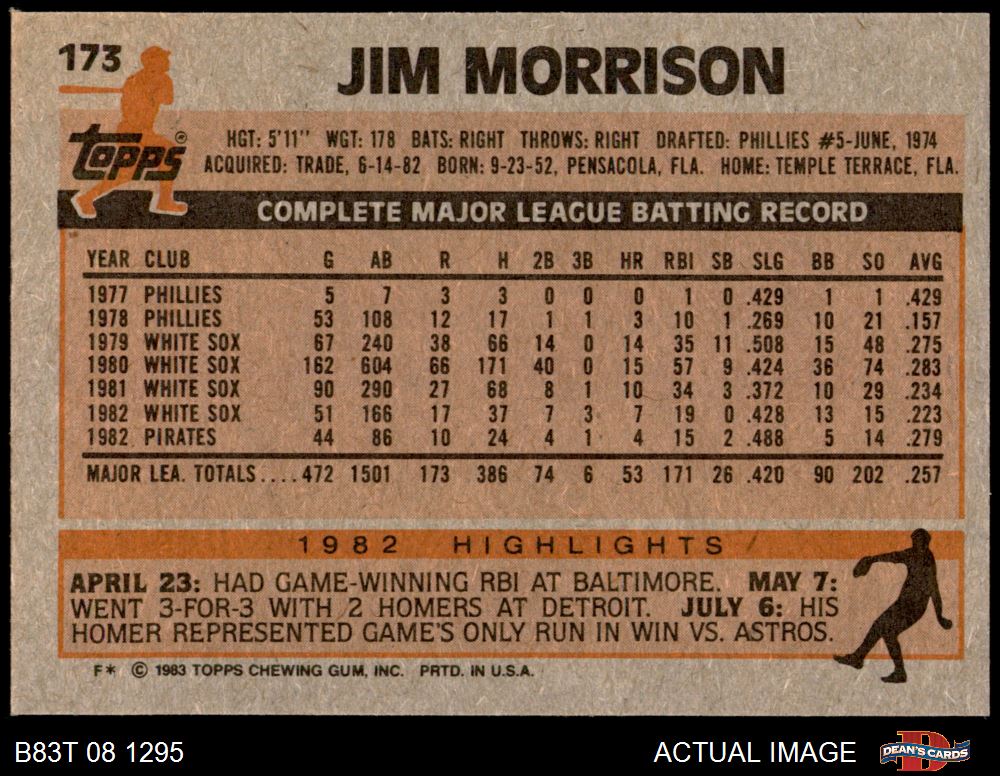 173
JIM MORRISON
Topps®
HGT: 5'11'' WGT: 178 BATS: RIGHT THROWS: RIGHT DRAFTED: PHILLIES #5-JUNE, 1974
ACQUIRED: TRADE, 6-14-82 BORN: 9-23-52, PENSACOLA, FLA. HOME: TEMPLE TERRACE, FLA.
COMPLETE MAJOR LEAGUE BATTING RECORD
YEAR CLUB G AB R H 2B 3B HR RBI SB SLG BB SO AVG
1977 PHILLIES 5 7 3 3 0 0 0 1 0 .429 1 1 .429
1978 PHILLIES 53 108 12 17 1 1 3 10 1 .269 10 21 .157
1979 WHITE SOX 67 240 38 66 14 0 14 35 11 .508 15 48 .275
1980 WHITE SOX 162 604 66 171 40 0 15 57 9 .424 36 74 .283
1981 WHITE SOX 90 290 27 68 8 1 10 34 3 .372 10 29 .234
1982 WHITE SOX 51 166 17 37 7 3 7 19 0 .428 13 15 .223
1982 PIRATES 44 86 10 24 4 1 4 15 2 .488 5 14 .279
MAJOR LEA. TOTALS....472 1501 173 386 74 6 53 171 26 .420 90 202 .257
1982 HIGHLIGHTS
APRIL 23: HAD GAME-WINNING RBI AT BALTIMORE. MAY 7:
WENT 3-FOR-3 WITH 2 HOMERS AT DETROIT. JULY 6: HIS
HOMER REPRESENTED GAME'S ONLY RUN IN WIN VS. ASTROS.
F* © 1983 TOPPS CHEWING GUM, INC. PRTD. IN U.S.A.
B83T 08 1295
ACTUAL IMAGE
D
DEAN'S CARDS